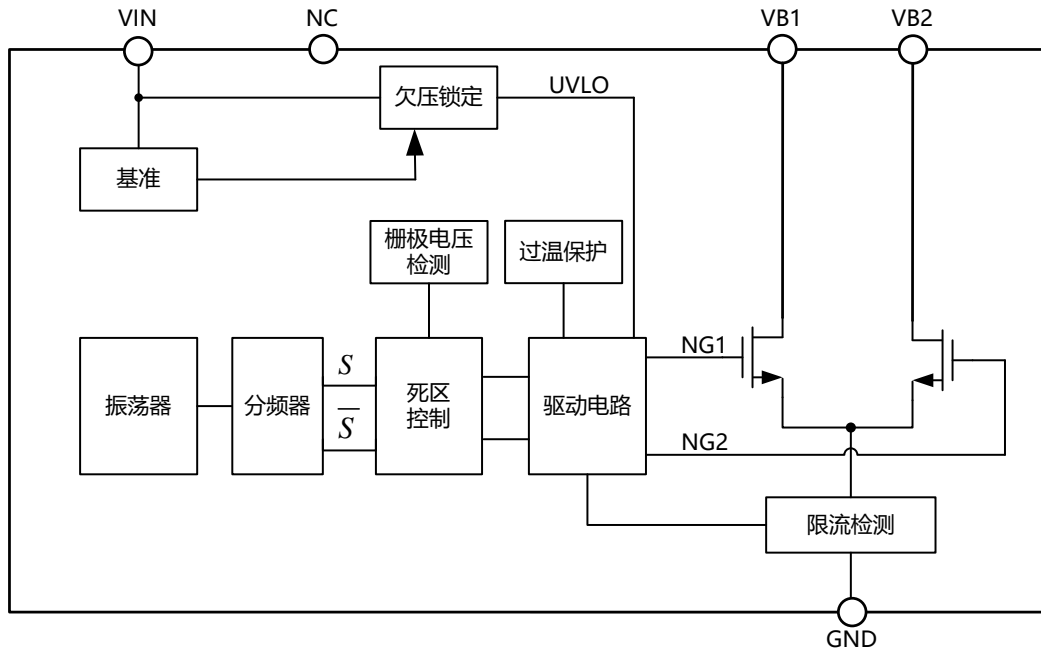 VIN
NC
VB1
VB2
欠压锁定
UVLO
基准
栅极电压
检测
过温保护
振荡器
分频器
S
S̅
死区
控制
驱动电路
NG1
NG2
限流检测
GND